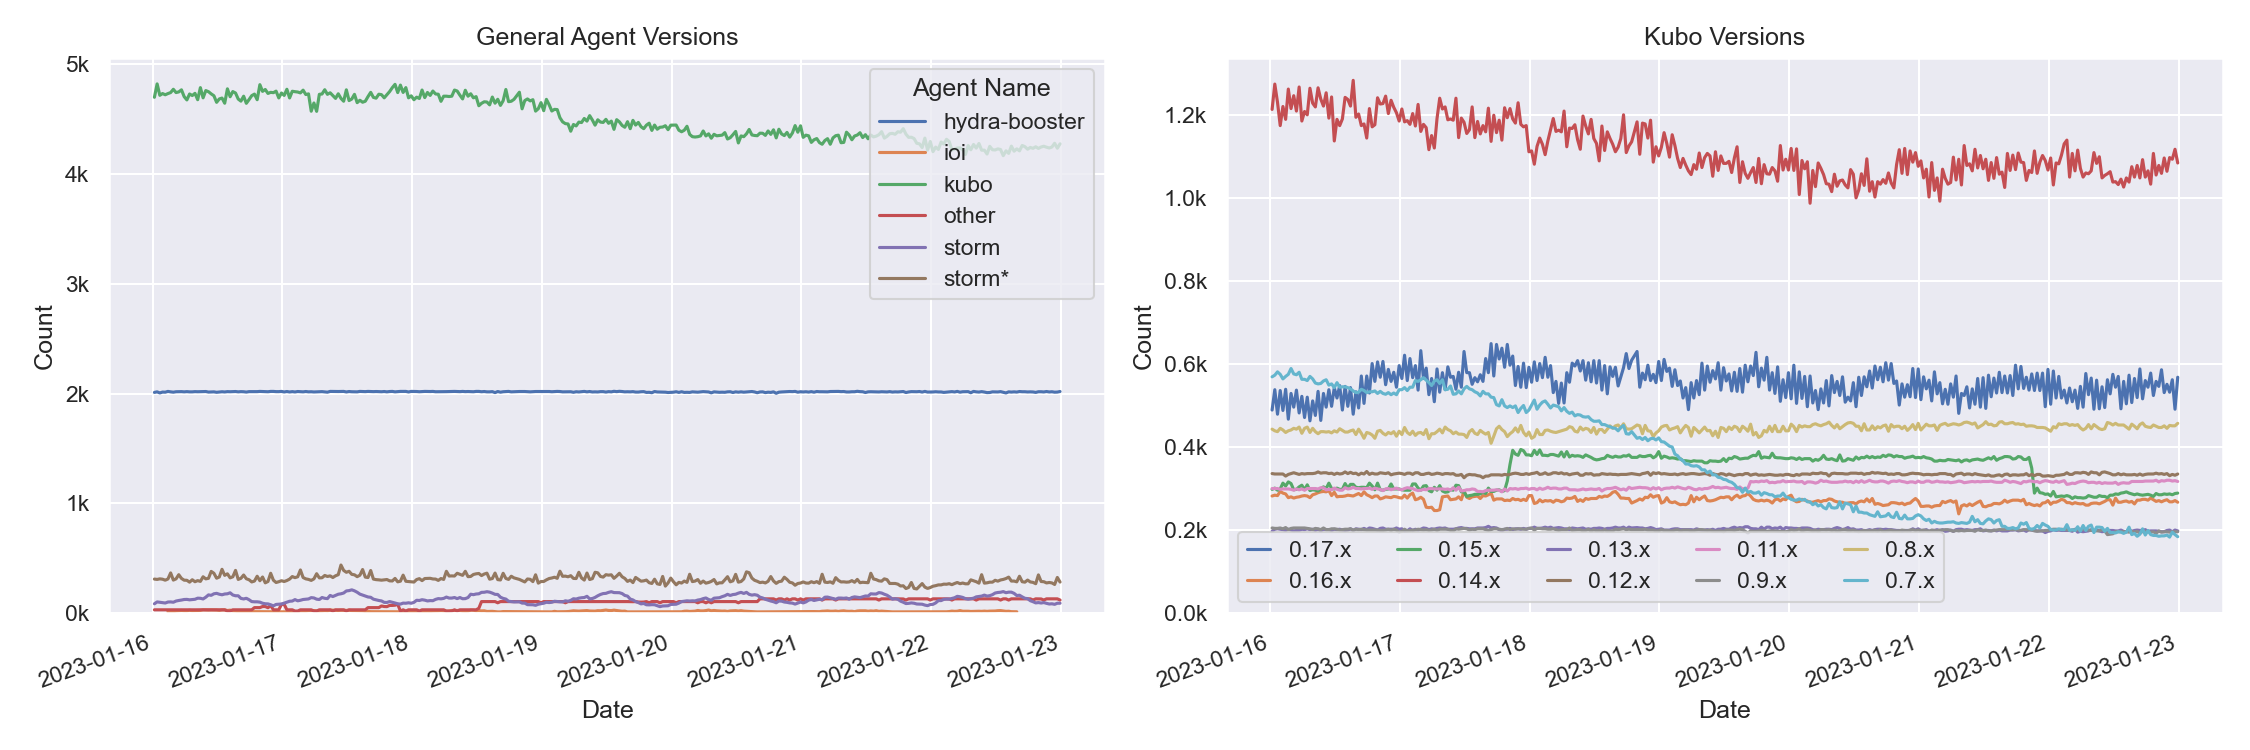 General Agent Versions
5k
4k
3k
2k
1k
0k
Count
Agent Name
hydra-booster
ioi
kubo
other
storm
storm*
2023-01-16
2023-01-17
2023-01-18
2023-01-19
2023-01-20
2023-01-21
2023-01-22
2023-01-23
Date
Kubo Versions
1.2k
1.0k
0.8k
0.6k
0.4k
0.2k
0.0k
Count
0.17.x 0.15.x 0.13.x 0.11.x 0.8.x
0.16.x 0.14.x 0.12.x 0.9.x 0.7.x
2023-01-16
2023-01-17
2023-01-18
2023-01-19
2023-01-20
2023-01-21
2023-01-22
2023-01-23
Date